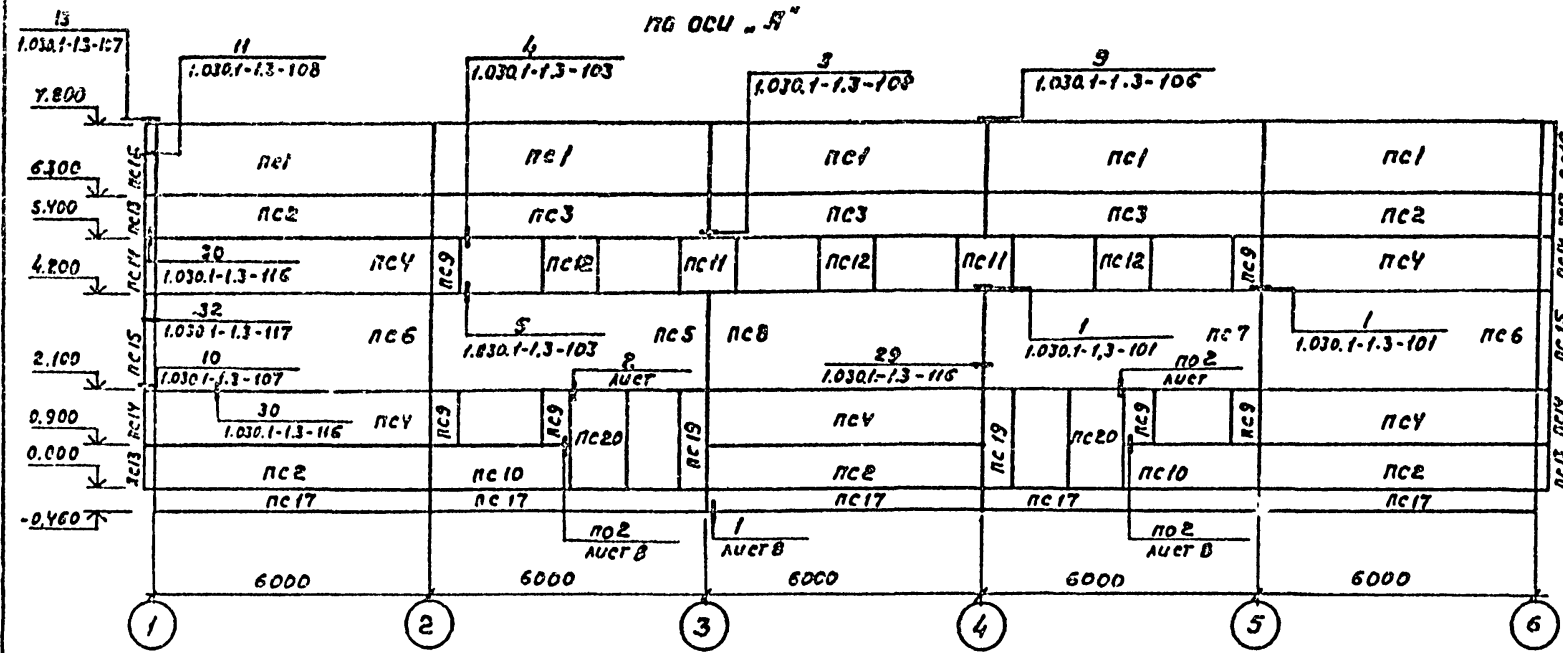 по оси „А"
13
1.030.1-1.3-107
11
1.030.1-1.3-108
4
1.030.1-1.3-103
3
1.030.1-1.3-108
9
1.030.1-1.3-106
7.800
6.300
5.400
4.200
2.100
0.900
0.000
-0.460
пс16
пс1
пс1
пс1
пс1
пс1
пс13
пс2
пс3
пс3
пс3
пс2
пс14
20
1.030.1-1.3-116
пс4
пс9
пс12
пс11
пс12
пс11
пс12
пс9
пс4
пс15
32
1.030.1-1.3-117
пс6
5
1.030.1-1.3-103
пс5
пс8
1
1.030.1-1.3-101
пс7
1
1.030.1-1.3-101
пс6
пс15
10
1.030.1-1.3-107
2
лист
29
1.030.1-1.3-116
по 2
лист
пс14
30
1.030.1-1.3-116
пс4
пс9
пс9
пс20
пс19
пс4
пс19
пс20
пс9
пс9
пс4
пс14
пс13
пс2
пс10
пс2
пс10
пс2
пс13
пс17
пс17
пс17
пс17
пс17
по 2
лист 8
1
лист 8
по 2
лист 8
6000
6000
6000
6000
6000
1
2
3
4
5
6